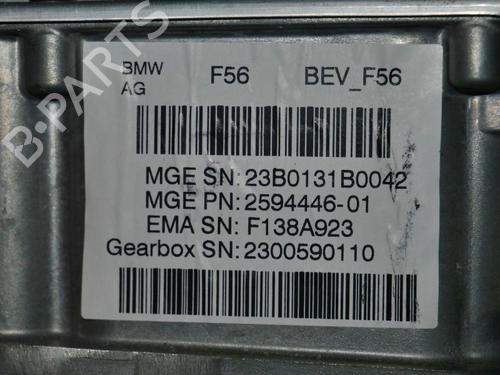 BMW AG F56 BEV_F56
MGE SN: 23B0131B0042
MGE PN: 2594446-01
EMA SN: F138A923
Gearbox SN: 2300590110
B-PARTS